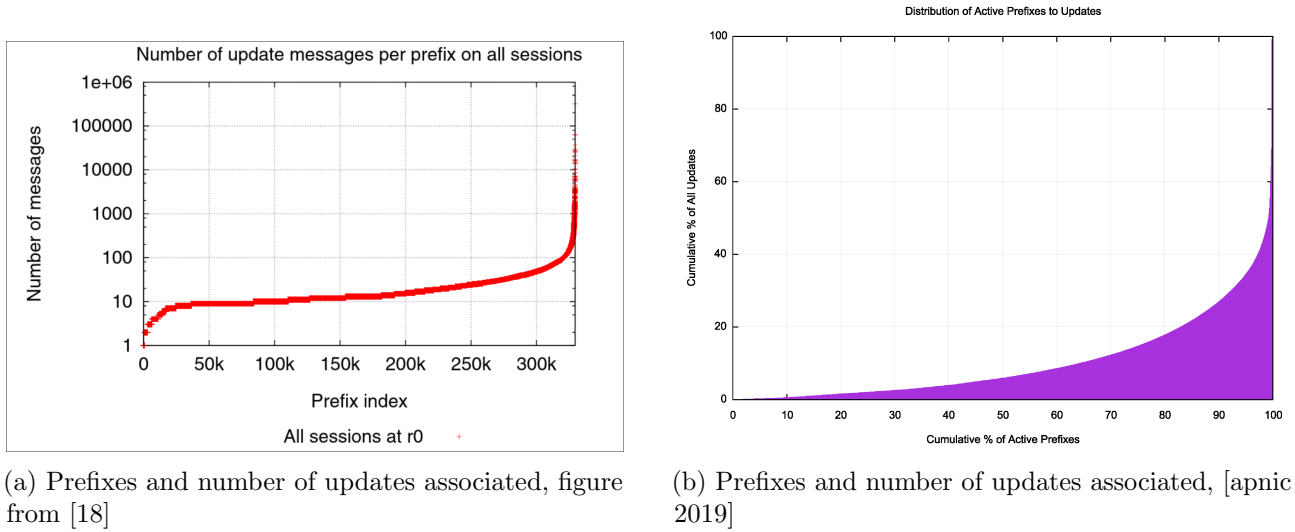 Number of update messages per prefix on all sessions
1e+06
100000
10000
1000
100
10
1
Number of messages
0 50k 100k 150k 200k 250k 300k
Prefix index
All sessions at r0
(a) Prefixes and number of updates associated, figure
from [18]
Distribution of Active Prefixes to Updates
100
80
60
40
20
0
Cumulative % of All Updates
0 10 20 30 40 50 60 70 80 90 100
Cumulative % of Active Prefixes
(b) Prefixes and number of updates associated, [apnic
2019]